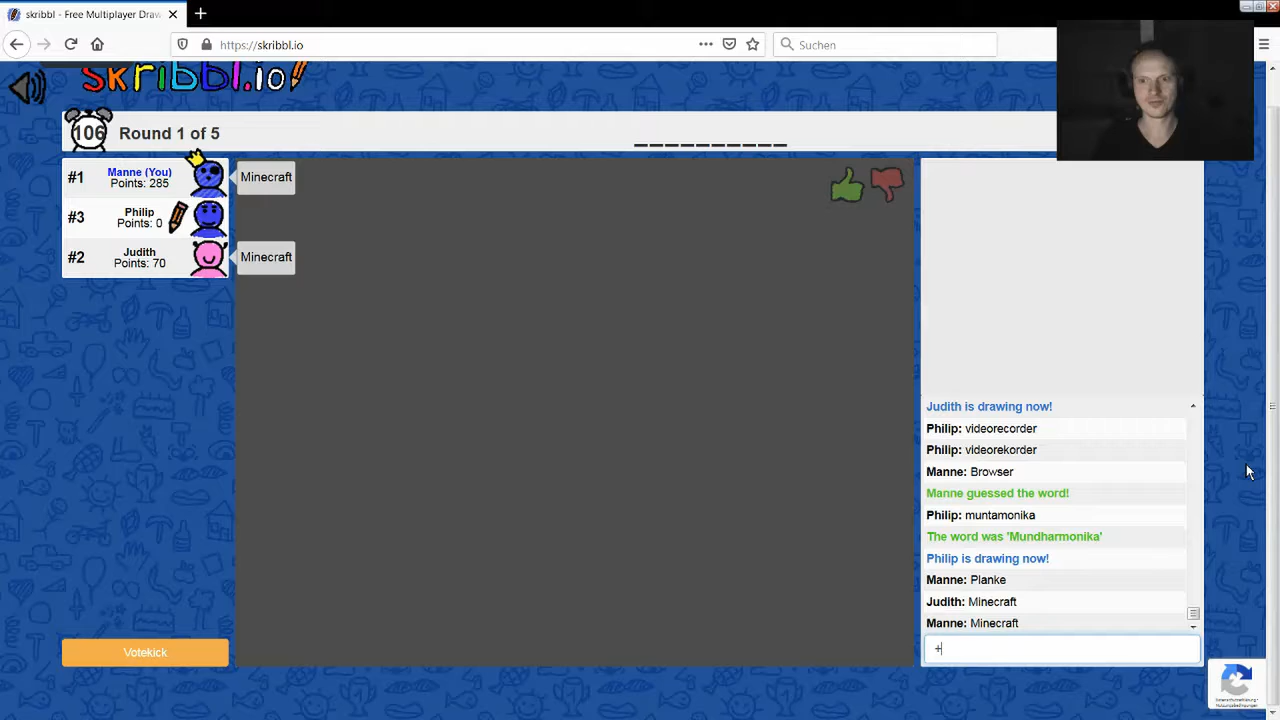 skribbl - Free Multiplayer Draw
https://skribbl.io
Suchen
skribbl.io
106
Round 1 of 5
__________
#1
Manne (You)
Points: 285
Minecraft
#3
Philip
Points: 0
#2
Judith
Points: 70
Minecraft
Judith is drawing now!
Philip: videorecorder
Philip: videorekorder
Manne: Browser
Manne guessed the word!
Philip: muntamonika
The word was 'Mundharmonika'
Philip is drawing now!
Manne: Planke
Judith: Minecraft
Manne: Minecraft
+
Votekick